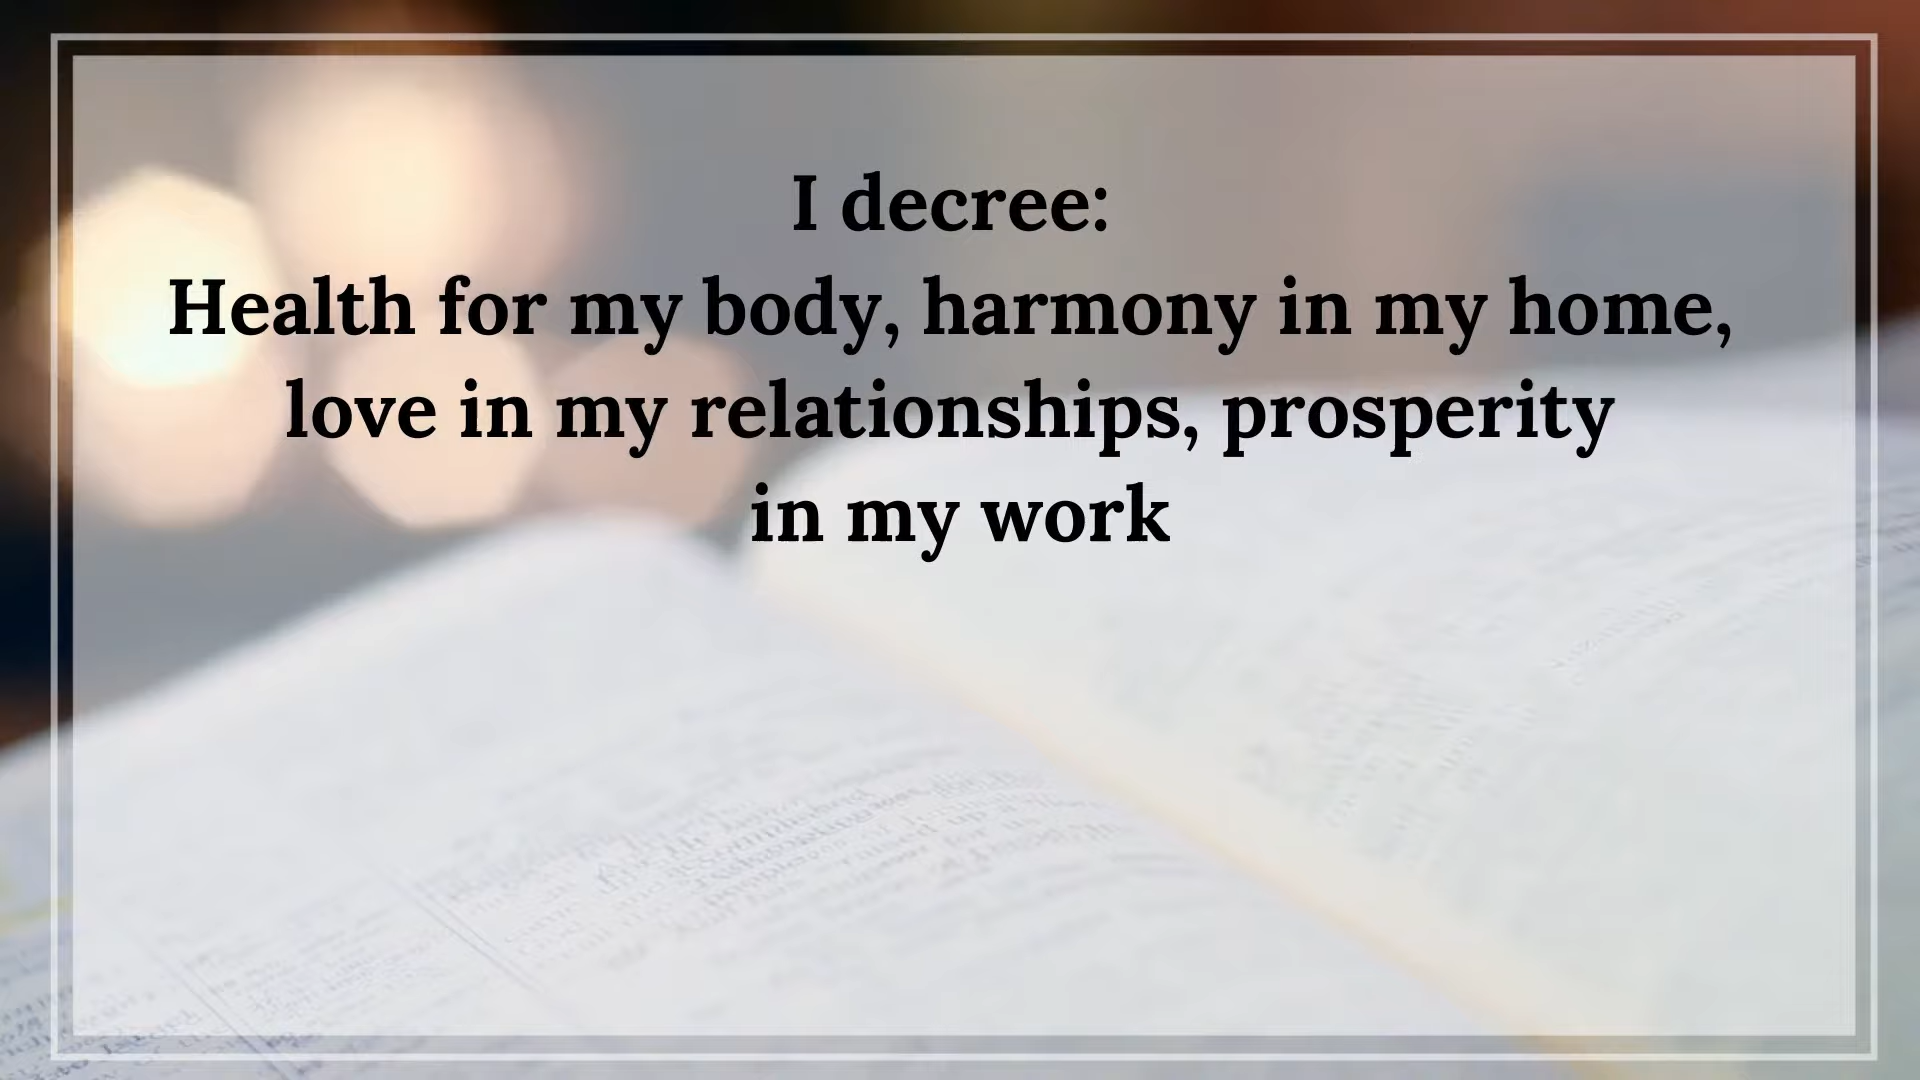 I decree:
Health for my body, harmony in my home,
love in my relationships, prosperity
in my work